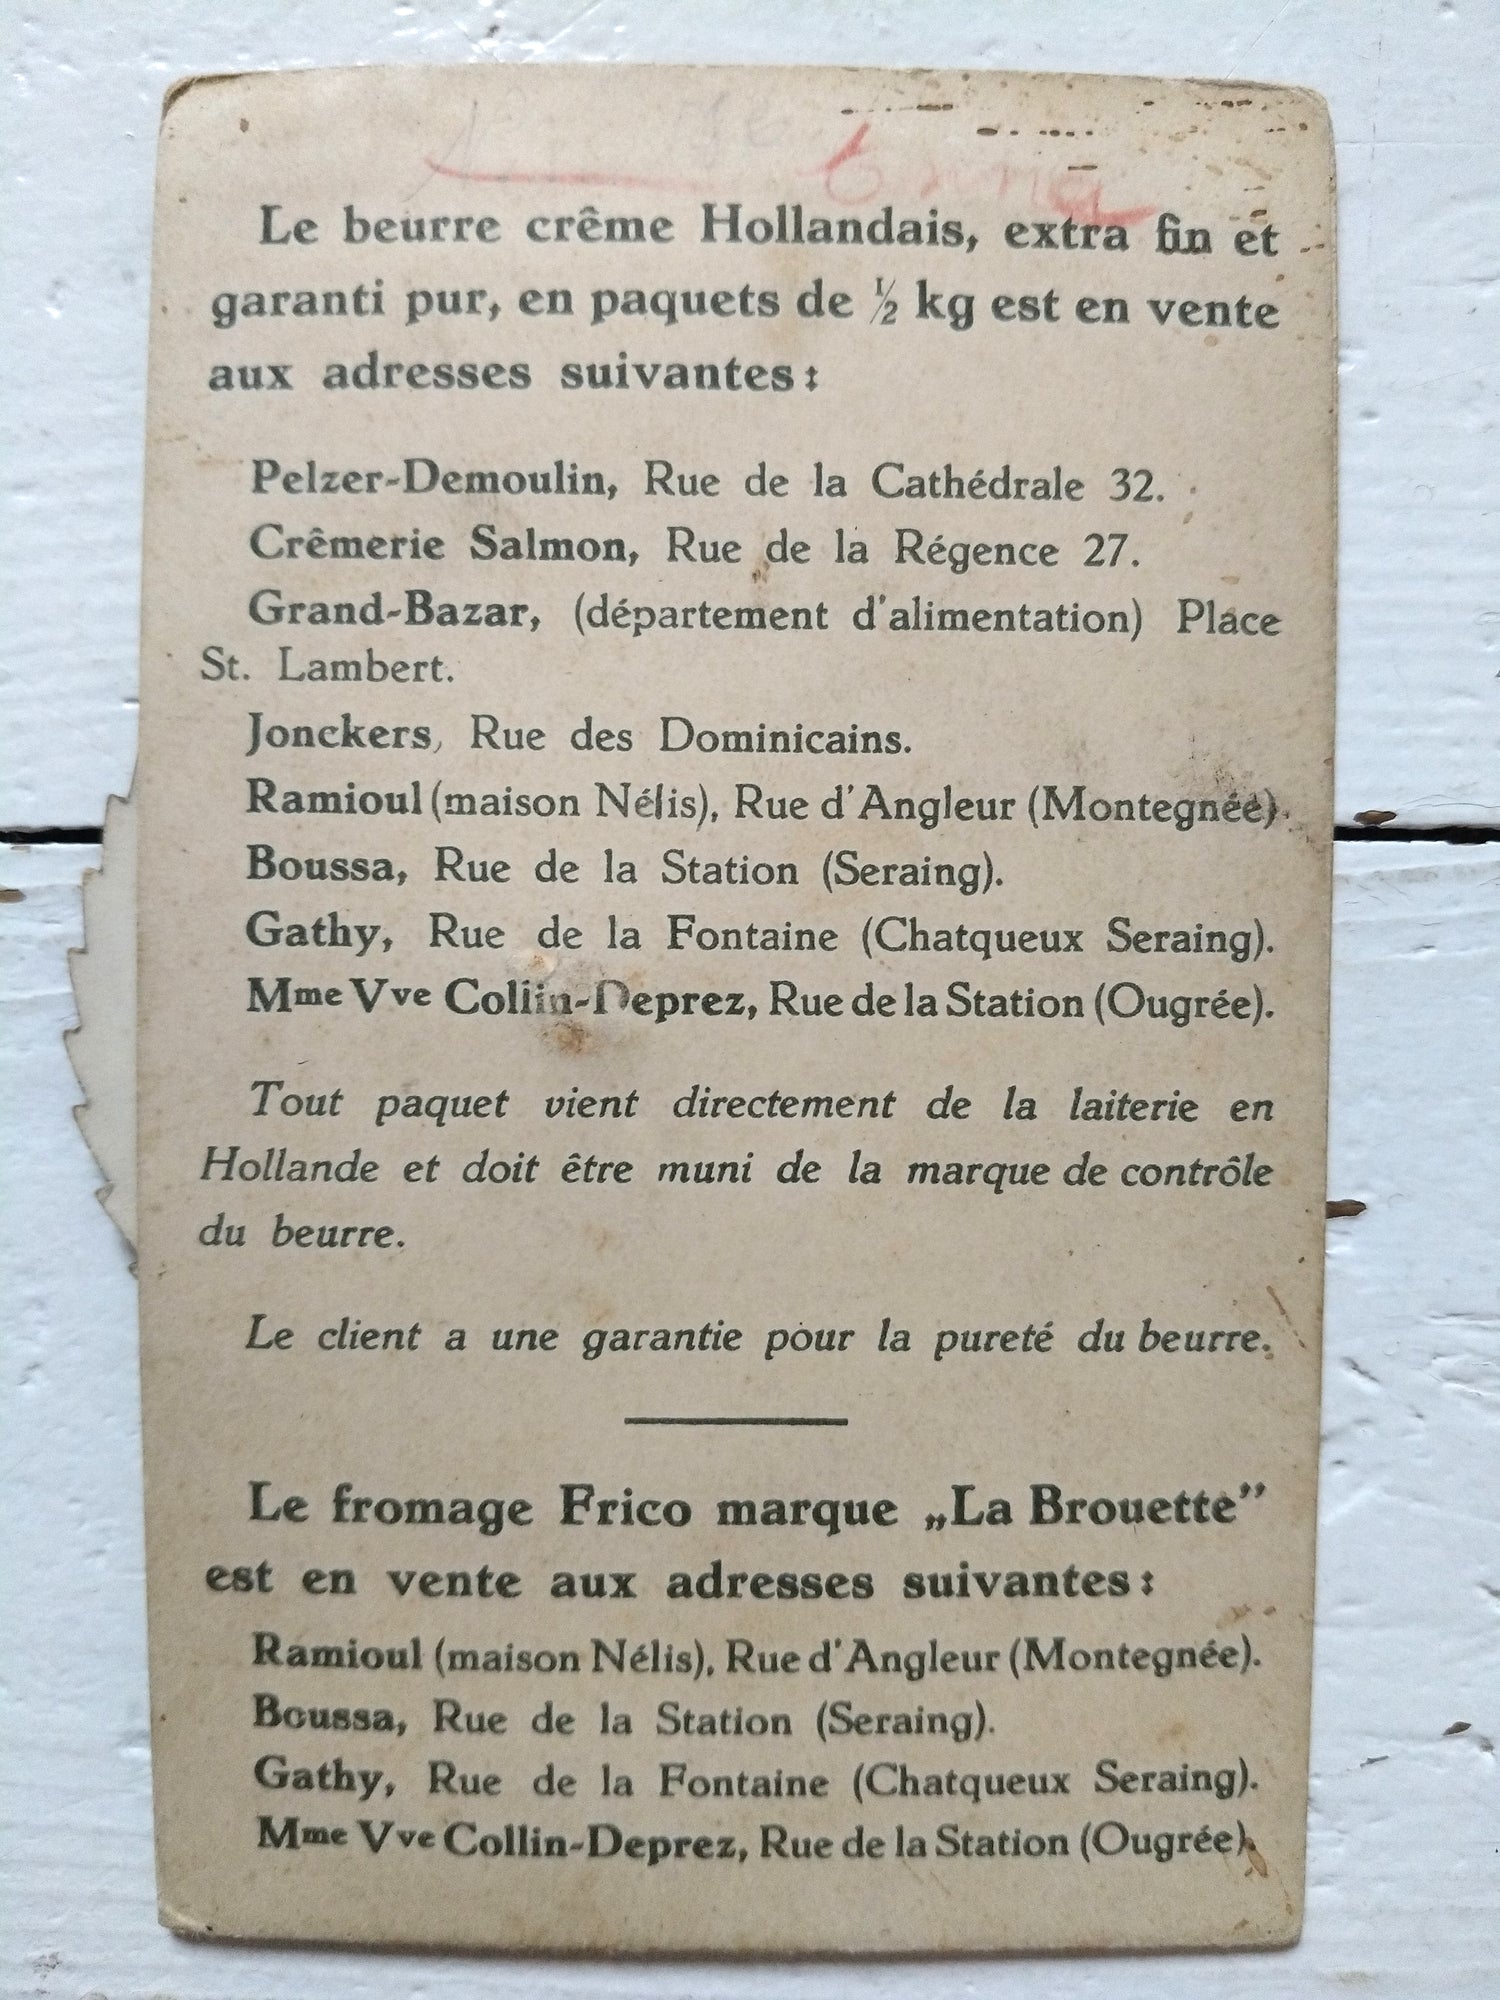 Le beurre crême Hollandais, extra fin et
garanti pur, en paquets de ½ kg est en vente
aux adresses suivantes:
Pelzer-Demoulin, Rue de la Cathédrale 32.
Crêmerie Salmon, Rue de la Régence 27.
Grand-Bazar, (département d'alimentation) Place
St. Lambert.
Jonckers, Rue des Dominicains.
Ramioul (maison Nélis), Rue d'Angleur (Montegnée).
Boussa, Rue de la Station (Seraing).
Gathy, Rue de la Fontaine (Chatqueux Seraing).
Mme Vve Collin-Deprez, Rue de la Station (Ougrée).
Tout paquet vient directement de la laiterie en
Hollande et doit être muni de la marque de contrôle
du beurre.
Le client a une garantie pour la pureté du beurre.
Le fromage Frico marque „La Brouette”
est en vente aux adresses suivantes:
Ramioul (maison Nélis), Rue d'Angleur (Montegnée).
Boussa, Rue de la Station (Seraing).
Gathy, Rue de la Fontaine (Chatqueux Seraing).
Mme Vve Collin-Deprez, Rue de la Station (Ougrée).